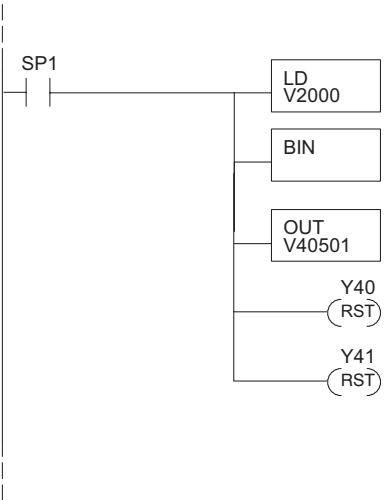 SP1
LD
V2000
BIN
OUT
V40501
Y40
RST
Y41
RST